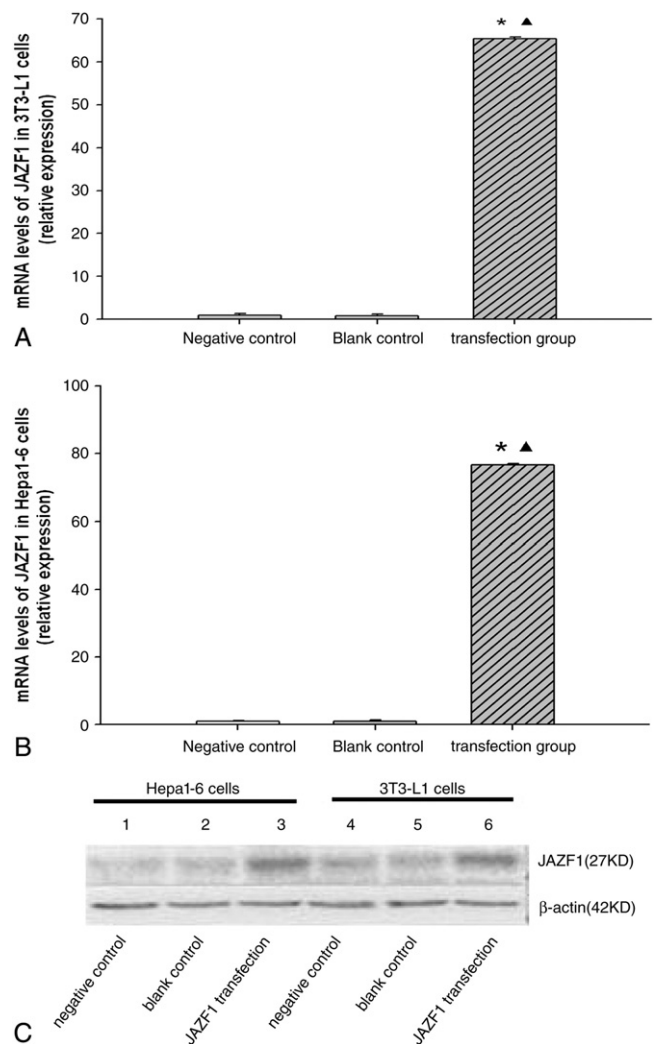 70
60
50
40
30
20
10
0
mRNA levels of JAZF1 in 3T3-L1 cells
(relative expression)
* ▲
Negative control Blank control transfection group
A
100
80
60
40
20
0
mRNA levels of JAZF1 in Hepa1-6 cells
(relative expression)
* ▲
Negative control Blank control transfection group
B
Hepa1-6 cells 3T3-L1 cells
1 2 3 4 5 6
JAZF1(27KD)
β-actin(42KD)
negative control
blank control
JAZF1 transfection
negative control
blank control
JAZF1 transfection
C